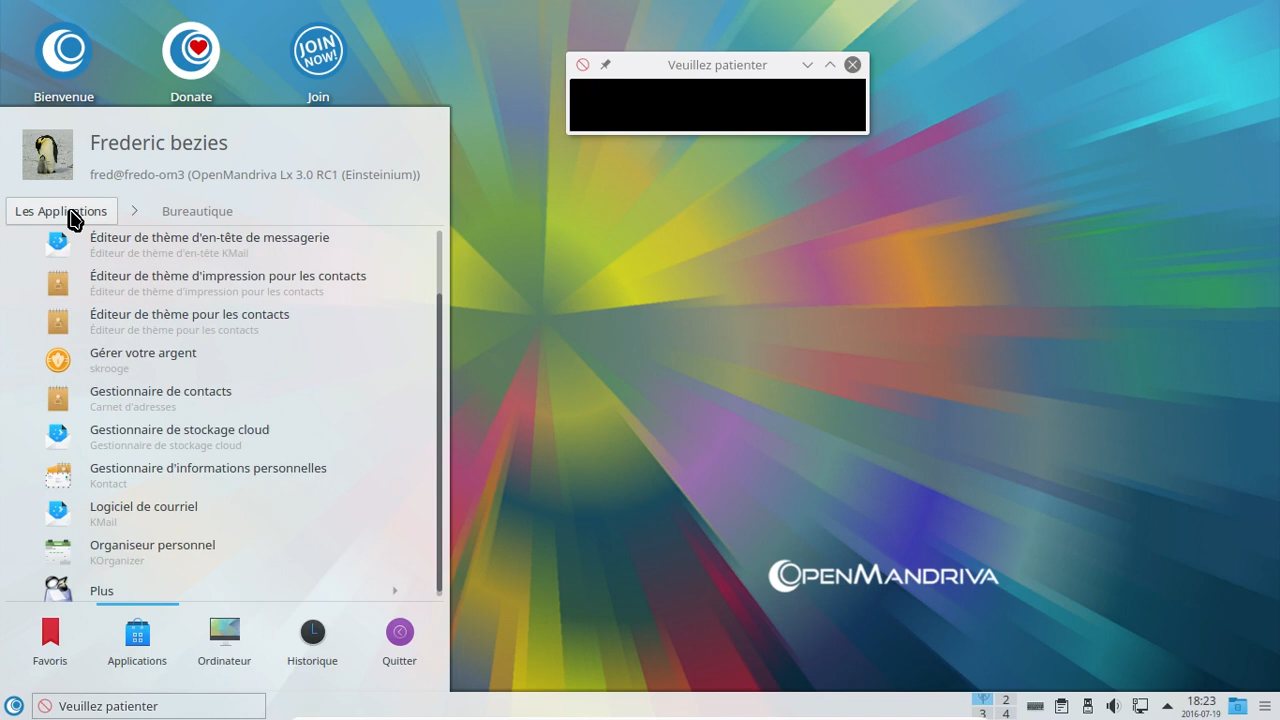 JOIN NOW!
Bienvenue
Donate
Join
Veuillez patienter
Frederic bezies
fred@fredo-om3 (OpenMandriva Lx 3.0 RC1 (Einsteinium))
Les Applications
Bureautique
Éditeur de thème d'en-tête de messagerie
Éditeur de thème d'en-tête KMail
Éditeur de thème d'impression pour les contacts
Éditeur de thème d'impression pour les contacts
Éditeur de thème pour les contacts
Éditeur de thème pour les contacts
Gérer votre argent
skrooge
Gestionnaire de contacts
Carnet d'adresses
Gestionnaire de stockage cloud
Gestionnaire de stockage cloud
Gestionnaire d'informations personnelles
Kontact
Logiciel de courriel
KMail
Organiseur personnel
KOrganizer
Plus
OpenMandriva
Favoris
Applications
Ordinateur
Historique
Quitter
Veuillez patienter
2
3 4
18:23
2016-07-19